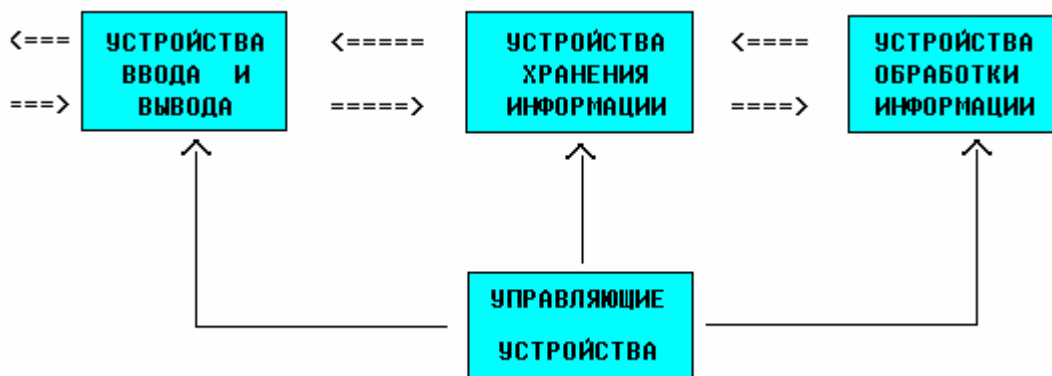 <=== УСТРОЙСТВА <===== УСТРОЙСТВА <==== УСТРОЙСТВА
ВВОДА И ХРАНЕНИЯ ОБРАБОТКИ
===> ВЫВОДА =====> ИНФОРМАЦИИ ====> ИНФОРМАЦИИ
УПРАВЛЯЮЩИЕ
УСТРОЙСТВА